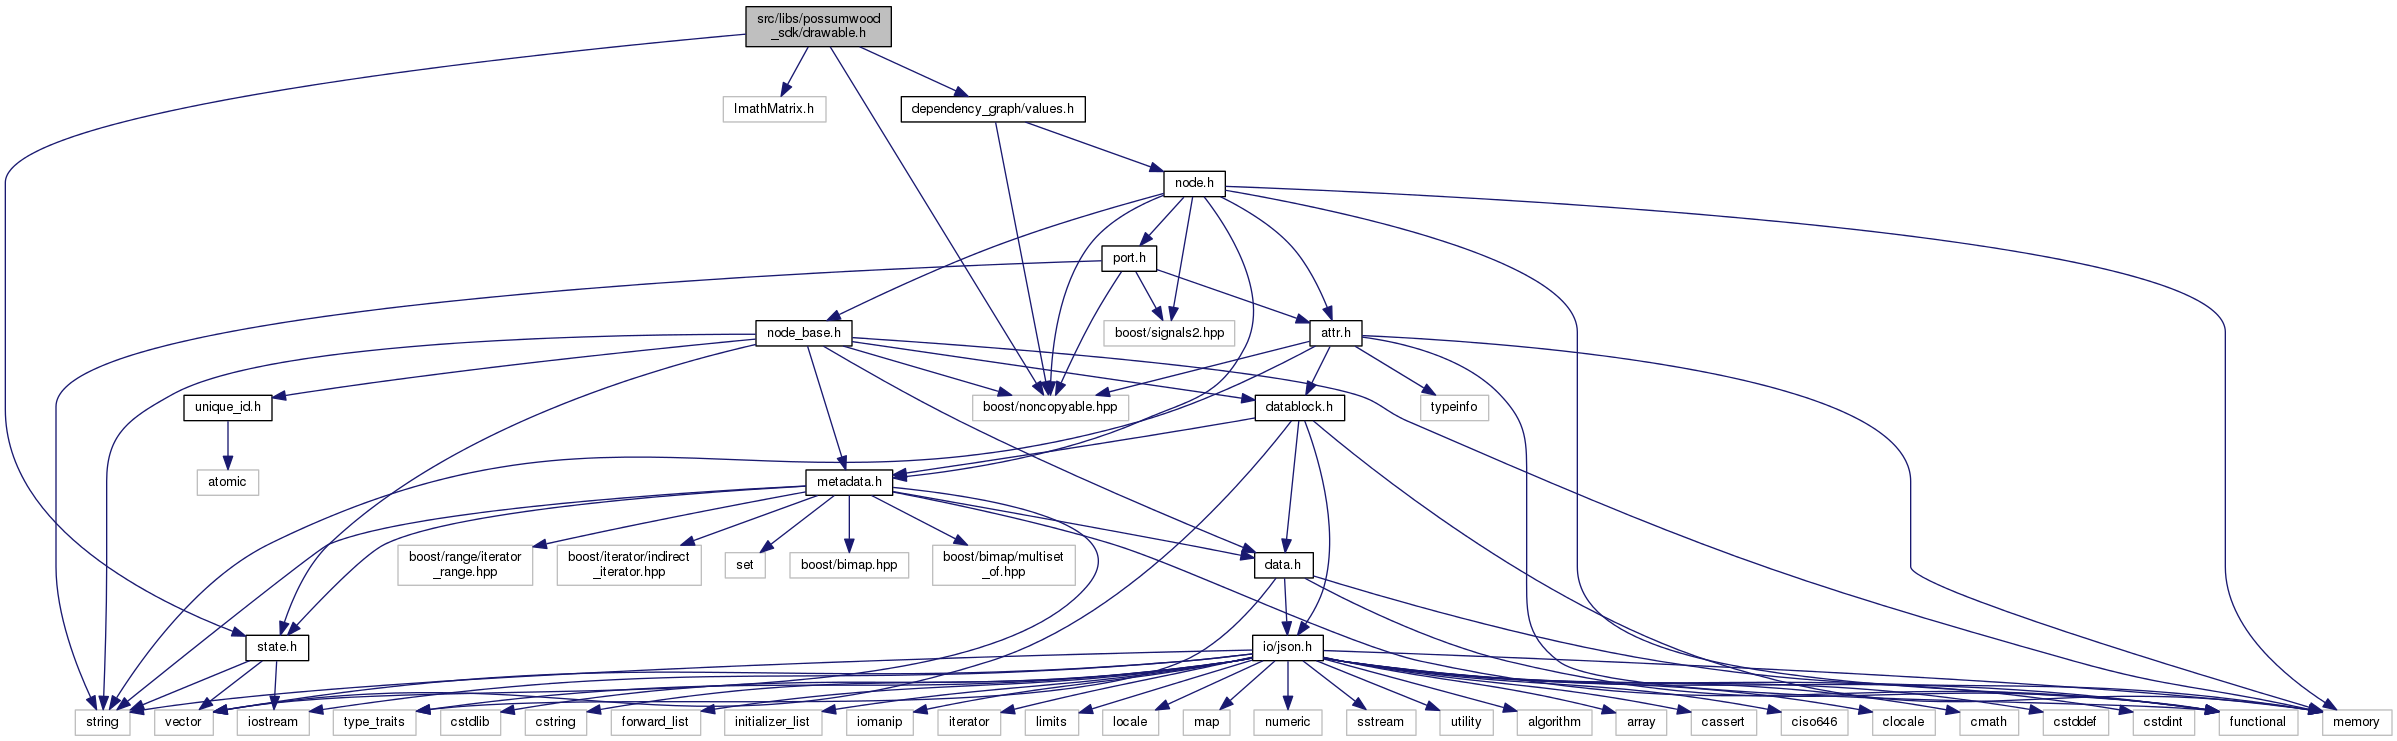 src/libs/possumwood
_sdk/drawable.h
ImathMatrix.h
dependency_graph/values.h
node.h
port.h
node_base.h
boost/signals2.hpp
attr.h
unique_id.h
boost/noncopyable.hpp
datablock.h
typeinfo
atomic
metadata.h
boost/range/iterator
_range.hpp
boost/iterator/indirect
_iterator.hpp
set
boost/bimap.hpp
boost/bimap/multiset
_of.hpp
data.h
state.h
io/json.h
string
vector
iostream
type_traits
cstdlib
cstring
forward_list
initializer_list
iomanip
iterator
limits
locale
map
numeric
sstream
utility
algorithm
array
cassert
ciso646
clocale
cmath
cstddef
cstdint
functional
memory